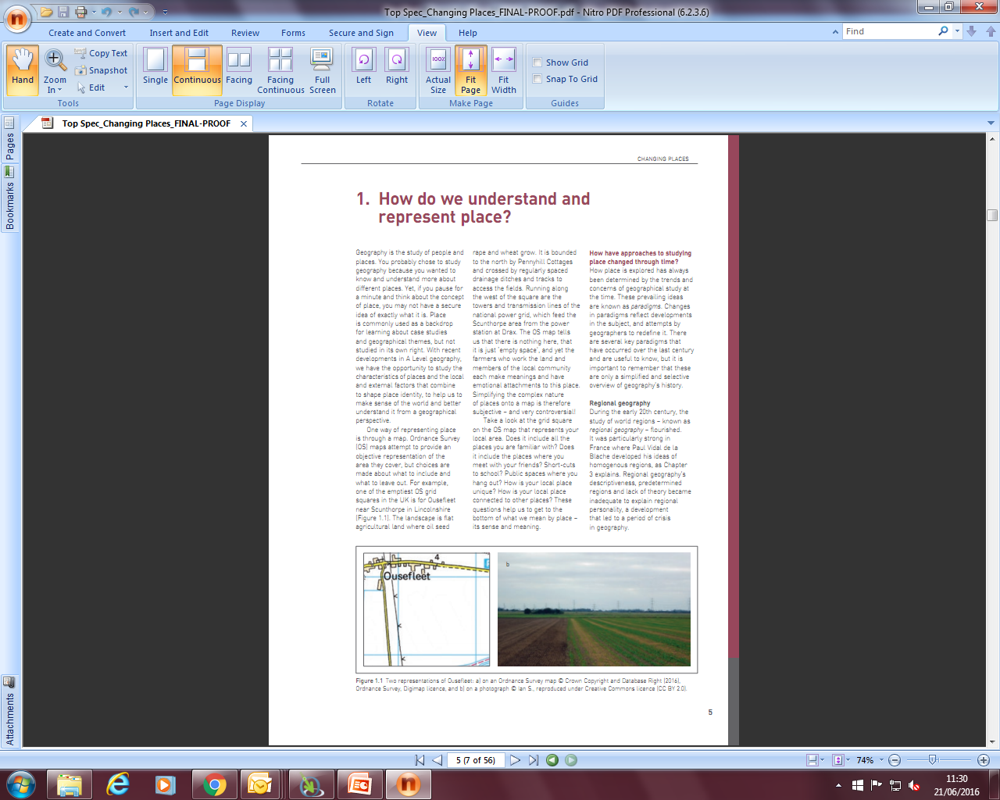 Top Spec_Changing Places_FINAL-PROOF.pdf - Nitro PDF Professional (6.2.3.6)
Create and Convert Insert and Edit Review Forms Secure and Sign View Help Find
Hand Zoom In Copy Text Snapshot Edit Single Continuous Facing Facing Continuous Full Screen Left Right 100% Actual Size Fit Page Fit Width Show Grid Snap To Grid
Tools Page Display Rotate Make Page Guides
Top Spec_Changing Places_FINAL-PROOF
Pages
Bookmarks
Attachments
CHANGING PLACES
1. How do we understand and
represent place?
Geography is the study of people and
places. You probably chose to study
geography because you wanted to
know and understand more about
different places. Yet, if you pause for
a minute and think about the concept
of place, you may not have a secure
idea of exactly what it is. Place
is commonly used as a backdrop
for learning about case studies
and geographical themes, but not
studied in its own right. With recent
developments in A Level geography,
we have the opportunity to study the
characteristics of places and the local
and external factors that combine
to shape place identity, to help us to
make sense of the world and better
understand it from a geographical
perspective.
One way of representing place
is through a map. Ordnance Survey
(OS) maps attempt to provide an
objective representation of the
area they cover, but choices are
made about what to include and
what to leave out. For example,
one of the emptiest OS grid
squares in the UK is for Ousefleet
near Scunthorpe in Lincolnshire
(Figure 1.1). The landscape is flat
agricultural land where oil seed
rape and wheat grow. It is bounded
to the north by Pennyhill Cottages
and crossed by regularly spaced
drainage ditches and tracks to
access the fields. Running along
the west of the square are the
towers and transmission lines of the
national power grid, which feed the
Scunthorpe area from the power
station at Drax. The OS map tells
us that there is nothing here, that
it is just 'empty space', and yet the
farmers who work the land and
members of the local community
each make meanings and have
emotional attachments to this place.
Simplifying the complex nature
of places onto a map is therefore
subjective – and very controversial!
Take a look at the grid square
on the OS map that represents your
local area. Does it include all the
places you are familiar with? Does
it include the places where you
meet with your friends? Short-cuts
to school? Public spaces where you
hang out? How is your local place
unique? How is your local place
connected to other places? These
questions help us to get to the
bottom of what we mean by place –
its sense and meaning.
How have approaches to studying
place changed through time?
How place is explored has always
been determined by the trends and
concerns of geographical study at
the time. These prevailing ideas
are known as paradigms. Changes
in paradigms reflect developments
in the subject, and attempts by
geographers to redefine it. There
are several key paradigms that
have occurred over the last century
and are useful to know, but it is
important to remember that these
are only a simplified and selective
overview of geography's history.
Regional geography
During the early 20th century, the
study of world regions – known as
regional geography – flourished.
It was particularly strong in
France where Paul Vidal de la
Blache developed his ideas of
homogenous regions, as Chapter
3 explains. Regional geography's
descriptiveness, predetermined
regions and lack of theory became
inadequate to explain regional
personality, a development
that led to a period of crisis
in geography.
4
Ousefleet
b
Figure 1.1 Two representations of Ousefleet: a) on an Ordnance Survey map © Crown Copyright and Database Right (2016),
Ordnance Survey, Digimap licence, and b) on a photograph © Ian S., reproduced under Creative Commons licence (CC BY 2.0).
5
5 (7 of 56) 74%
11:30
21/06/2016